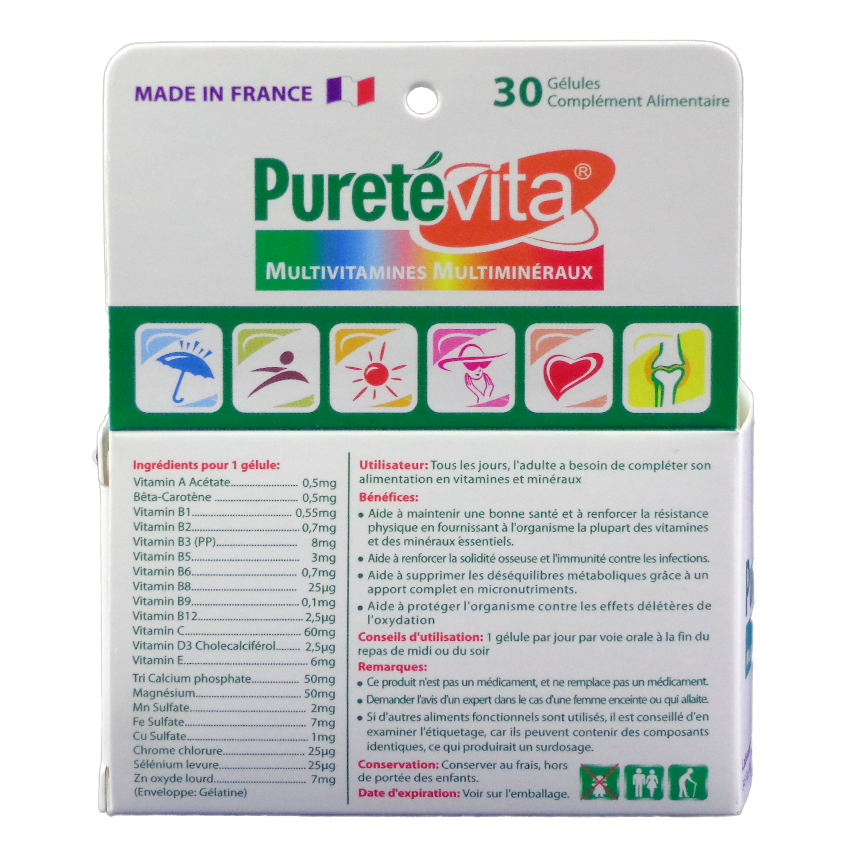 MADE IN FRANCE
30 Gélules
Complément Alimentaire
Puretévita®
MULTIVITAMINES MULTIMINÉRAUX
Ingrédients pour 1 gélule:
Vitamin A Acétate........................ 0,5mg
Bêta-Carotène ........................ 0,5mg
Vitamin B1........................ 0,55mg
Vitamin B2........................ 0,7mg
Vitamin B3 (PP)........................ 8mg
Vitamin B5........................ 3mg
Vitamin B6........................ 0,7mg
Vitamin B8........................ 25µg
Vitamin B9........................ 0,1mg
Vitamin B12........................ 2,5µg
Vitamin C........................ 60mg
Vitamin D3 Cholecalciférol........ 2,5µg
Vitamin E........................ 6mg
Tri Calcium phosphate................ 50mg
Magnésium........................ 50mg
Mn Sulfate........................ 2mg
Fe Sulfate........................ 7mg
Cu Sulfate........................ 1mg
Chrome chlorure........................ 25µg
Sélénium levure........................ 25µg
Zn oxyde lourd........................ 7mg
(Enveloppe: Gélatine)
Utilisateur: Tous les jours, l'adulte a besoin de compléter son
alimentation en vitamines et minéraux
Bénéfices:
• Aide à maintenir une bonne santé et à renforcer la résistance
physique en fournissant à l'organisme la plupart des vitamines
et des minéraux essentiels.
• Aide à renforcer la solidité osseuse et l'immunité contre les infections.
• Aide à supprimer les déséquilibres métaboliques grâce à un
apport complet en micronutriments.
• Aide à protéger l'organisme contre les effets délétères de
l'oxydation
Conseils d'utilisation: 1 gélule par jour par voie orale à la fin du
repas de midi ou du soir
Remarques:
• Ce produit n'est pas un médicament, et ne remplace pas un médicament.
• Demander l'avis d'un expert dans le cas d'une femme enceinte ou qui allaite.
• Si d'autres aliments fonctionnels sont utilisés, il est conseillé d'en
examiner l'étiquetage, car ils peuvent contenir des composants
identiques, ce qui produirait un surdosage.
Conservation: Conserver au frais, hors
de portée des enfants.
Date d'expiration: Voir sur l'emballage.